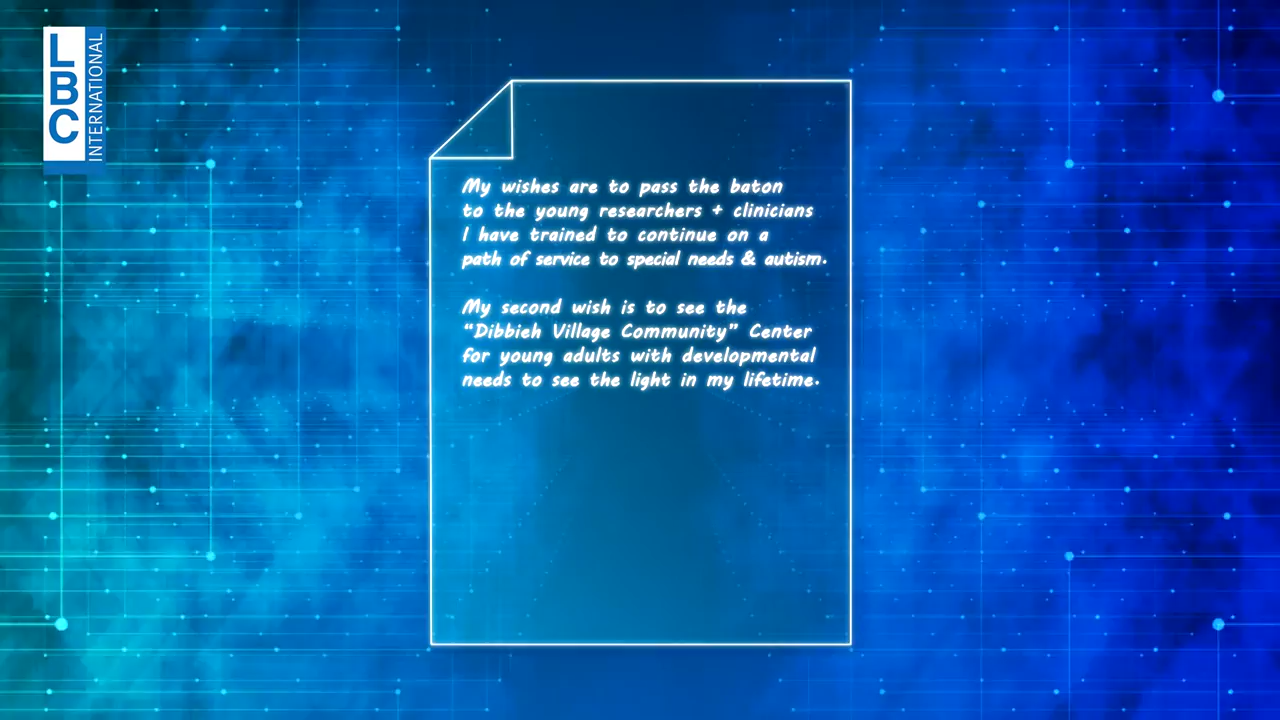 LBC
INTERNATIONAL
My wishes are to pass the baton
to the young researchers + clinicians
I have trained to continue on a
path of service to special needs & autism.
My second wish is to see the
“Dibbieh Village Community” Center
for young adults with developmental
needs to see the light in my lifetime.